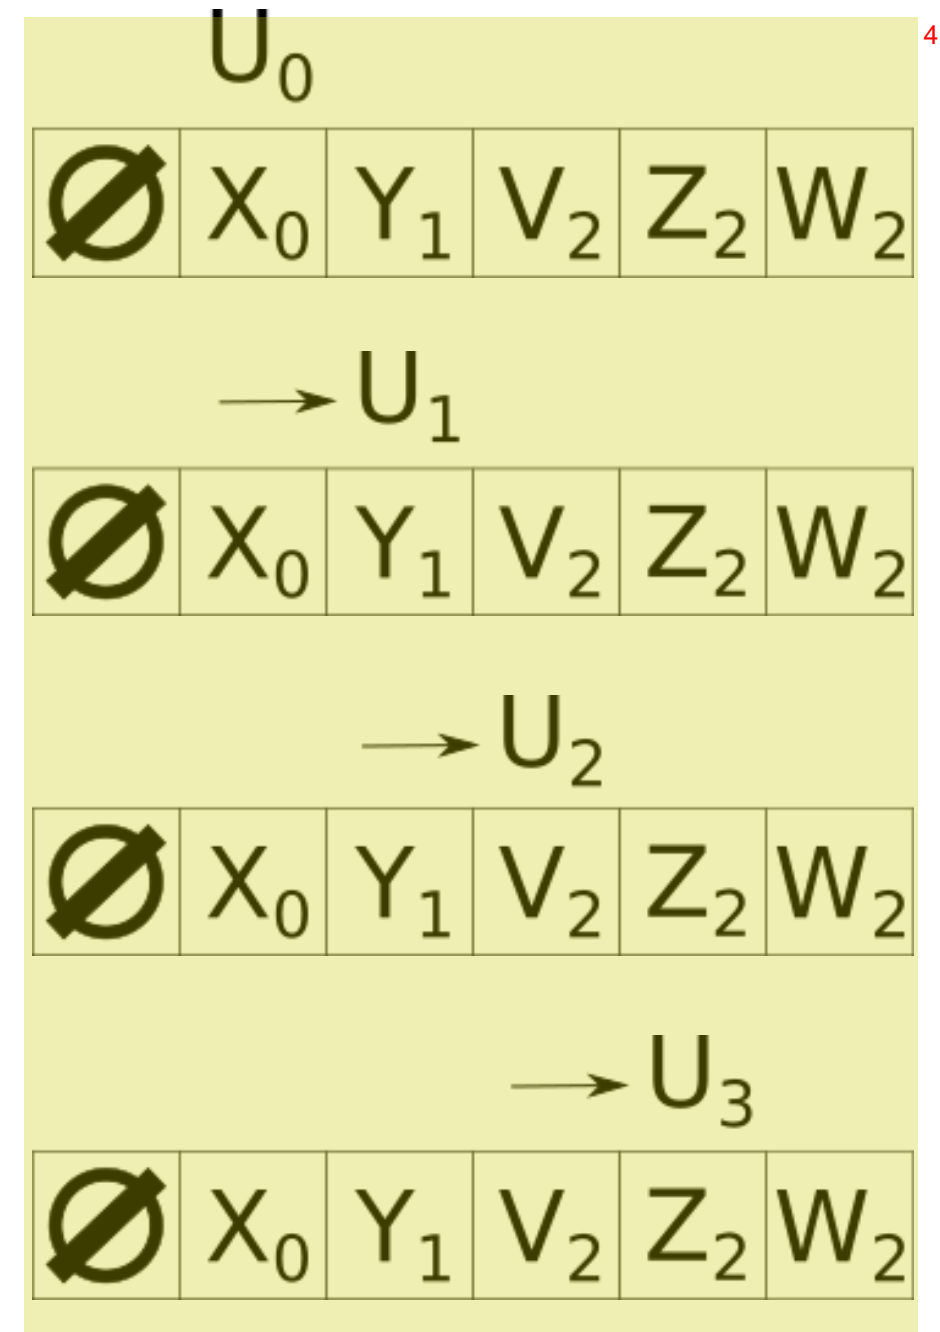 4
U₀
∅ X₀ Y₁ V₂ Z₂ W₂
→ U₁
∅ X₀ Y₁ V₂ Z₂ W₂
→ U₂
∅ X₀ Y₁ V₂ Z₂ W₂
→ U₃
∅ X₀ Y₁ V₂ Z₂ W₂